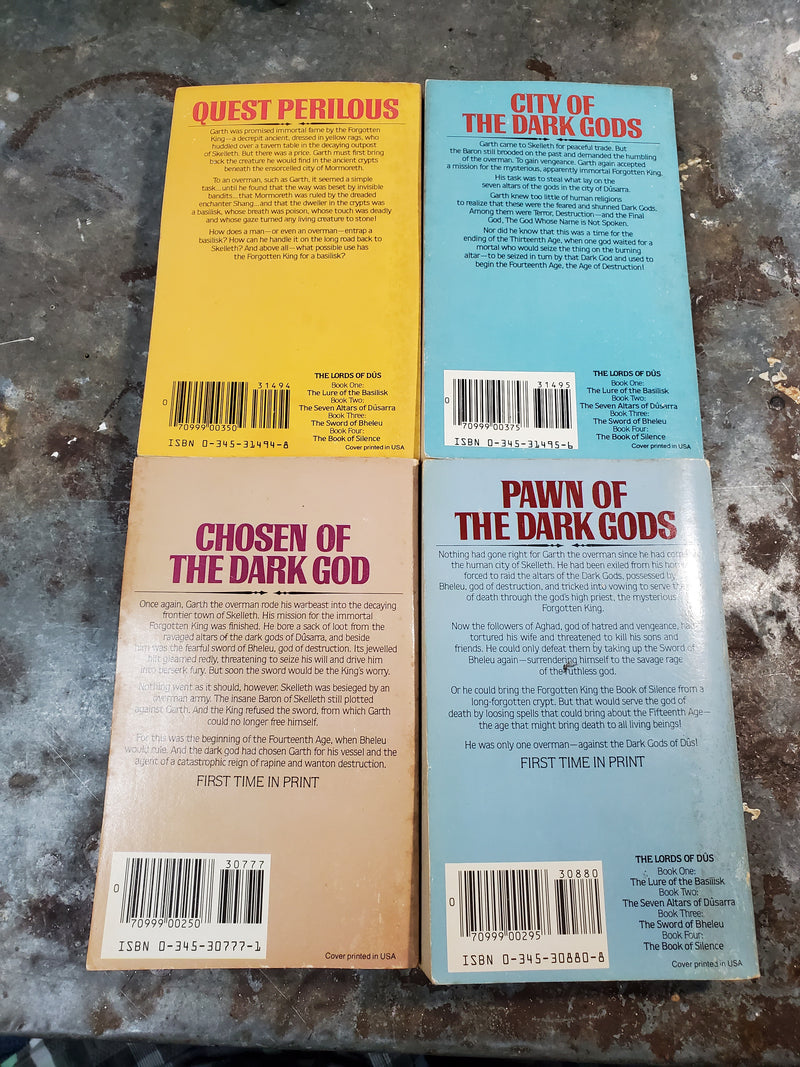 QUEST PERILOUS
Garth was promised immortal fame by the Forgotten
King—a decrepit ancient, dressed in yellow rags, who
huddled over a tavern table in the decaying outpost
of Skelleth. But there was a price. Garth must first bring
back the creature he would find in the ancient crypts
beneath the ensorcelled city of Mormoreth.
To an overman, such as Garth, it seemed a simple
task...until he found that the way was beset by invisible
bandits...that Mormoreth was ruled by the dreaded
enchanter Shang...and that the dweller in the crypts was
a basilisk, whose breath was poison, whose touch was deadly
and whose gaze turned any living creature to stone!
How does a man—or even an overman—entrap a
basilisk? How can he handle it on the long road back to
Skelleth? And above all—what possible use has
the Forgotten King for a basilisk?
THE LORDS OF DÛS
Book One:
The Lure of the Basilisk
Book Two:
The Seven Altars of Dûsarra
Book Three:
The Sword of Bheleu
Book Four:
The Book of Silence
31494
0
70999 00350
ISBN 0-345-31494-8
Cover printed in USA
CITY OF
THE DARK GODS
Garth came to Skelleth for peaceful trade. But
the Baron still brooded on the past and demanded the humbling
of the overman. To gain vengeance, Garth again accepted
a mission for the mysterious, apparently immortal Forgotten King.
His task was to steal what lay on the
seven altars of the gods in the city of Dûsarra.
Garth knew too little of human religions
to realize that these were the feared and shunned Dark Gods.
Among them were Terror, Destruction—and the Final
God, The God Whose Name is Not Spoken.
Nor did he know that this was a time for the
ending of the Thirteenth Age, when one god waited for a
mortal who would seize the thing on the burning
altar—to be seized in turn by that Dark God and used to
begin the Fourteenth Age, the Age of Destruction!
THE LORDS OF DÛS
Book One:
The Lure of the Basilisk
Book Two:
The Seven Altars of Dûsarra
Book Three:
The Sword of Bheleu
Book Four:
The Book of Silence
31495
0
70999 00375
ISBN 0-345-31495-6
Cover printed in USA
CHOSEN OF
THE DARK GOD
Once again, Garth the overman rode his warbeast into the decaying
frontier town of Skelleth. His mission for the immortal
Forgotten King was finished. He bore a sack of loot from the
ravaged altars of the dark gods of Dûsarra, and beside
him was the fearful sword of Bheleu, god of destruction. Its jewelled
hilt gleamed redly, threatening to seize his will and drive him
into berserk fury. But soon the sword would be the King's worry.
Nothing went as it should, however. Skelleth was besieged by an
overman army. The insane Baron of Skelleth still plotted
against Garth. And the King refused the sword, from which Garth
could no longer free himself.
For this was the beginning of the Fourteenth Age, when Bheleu
would rule. And the dark god had chosen Garth for his vessel and the
agent of a catastrophic reign of rapine and wanton destruction.
FIRST TIME IN PRINT
30777
0
70999 00250
ISBN 0-345-30777-1
Cover printed in USA
PAWN OF
THE DARK GODS
Nothing had gone right for Garth the overman since he had
the human city of Skelleth. He had been exiled from his
forced to raid the altars of the Dark Gods, possessed by
Bheleu, god of destruction, and tricked into vowing to serve the
of death through the god's high priest, the mysterious
Forgotten King.
Now the followers of Aghad, god of hatred and vengeance, had
tortured his wife and threatened to kill his sons and
friends. He could only defeat them by taking up the Sword of
Bheleu again—surrendering himself to the savage rage
of the ruthless god.
Or he could bring the Forgotten King the Book of Silence from a
long-forgotten crypt. But that would serve the god of
death by loosing spells that could bring about the Fifteenth Age—
the age that might bring death to all living beings!
He was only one overman—against the Dark Gods of Dûs!
FIRST TIME IN PRINT
THE LORDS OF DÛS
Book One:
The Lure of the Basilisk
Book Two:
The Seven Altars of Dûsarra
Book Three:
The Sword of Bheleu
Book Four:
The Book of Silence
30880
0
70999 00295
ISBN 0-345-30880-8
Cover printed in USA